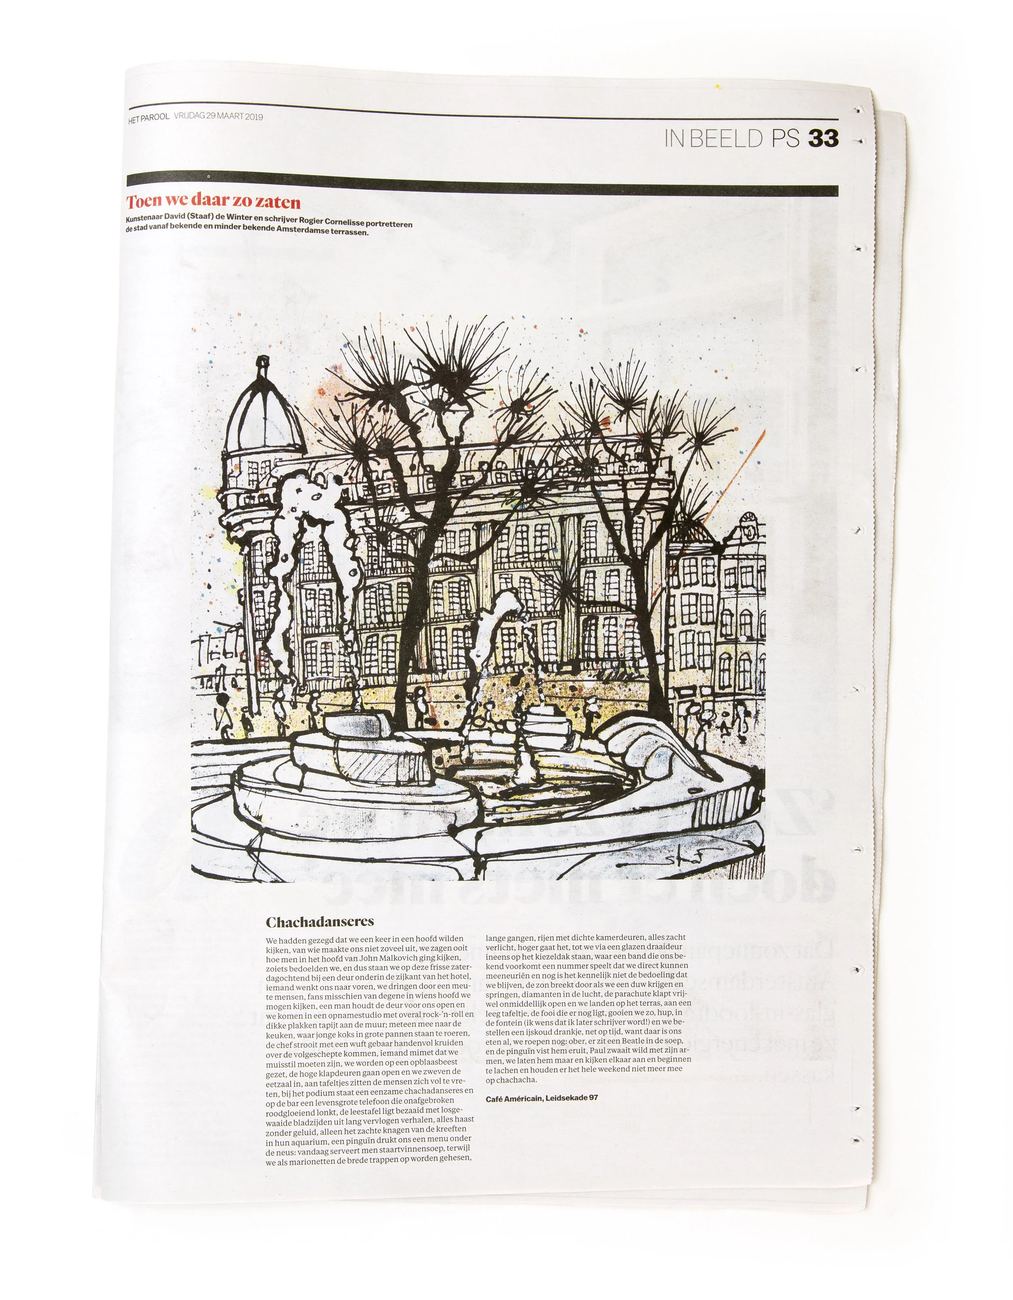 HET PAROOL VRIJDAG 29 MAART 2019
IN BEELD PS 33
Toen we daar zo zaten
Kunstenaar David (Staaf) de Winter en schrijver Rogier Cornelisse portretteren
de stad vanaf bekende en minder bekende Amsterdamse terrassen.
Chachadanseres
We hadden gezegd dat we een keer in een hoofd wilden
kijken, van wie maakte ons niet zoveel uit, we zagen ooit
hoe men in het hoofd van John Malkovich ging kijken,
zoiets bedoelden we, en dus staan we op deze frisse zater-
dagochtend bij een deur onderin de zijkant van het hotel,
iemand wenkt ons naar voren, we dringen door een meu-
te mensen, fans misschien van degene in wiens hoofd we
mogen kijken, een man houdt de deur voor ons open en
we komen in een opnamestudio met overal rock-'n-roll en
dikke plakken tapijt aan de muur; meteen mee naar de
keuken, waar jonge koks in grote pannen staan te roeren,
de chef strooit met een wuft gebaar handenvol kruiden
over de volgeschepte kommen, iemand mimet dat we
muisstil moeten zijn, we worden op een opblaasbeest
gezet, de hoge klapdeuren gaan open en we zweven de
eetzaal in, aan tafeltjes zitten de mensen zich vol te vre-
ten, bij het podium staat een eenzame chachadanseres en
op de bar een levensgrote telefoon die onafgebroken
roodgloeiend lonkt, de leestafel ligt bezaaid met losge-
waaide bladzijden uit lang vervlogen verhalen, alles haast
zonder geluid, alleen het zachte knagen van de kreeften
in hun aquarium, een pinguïn drukt ons een menu onder
de neus: vandaag serveert men staartvinnensoep, terwijl
we als marionetten de brede trappen op worden gehesen,
lange gangen, rijen met dichte kamerdeuren, alles zacht
verlicht, hoger gaat het, tot we via een glazen draaideur
ineens op het kiezeldak staan, waar een band die ons be-
kend voorkomt een nummer speelt dat we direct kunnen
meeneuriën en nog is het kennelijk niet de bedoeling dat
we blijven, de zon breekt door als we een duw krijgen en
springen, diamanten in de lucht, de parachute klapt vrij-
wel onmiddellijk open en we landen op het terras, aan een
leeg tafeltje, de fooi die er nog ligt, gooien we zo, hup, in
de fontein (ik wens dat ik later schrijver word!) en we be-
stellen een ijskoud drankje, net op tijd, want daar is ons
eten al, we roepen nog: ober, er zit een Beatle in de soep,
en de pinguïn vist hem eruit, Paul zwaait wild met zijn ar-
men, we laten hem maar en kijken elkaar aan en beginnen
te lachen en houden er het hele weekend niet meer mee
op chachacha.
Café Américain, Leidsekade 97